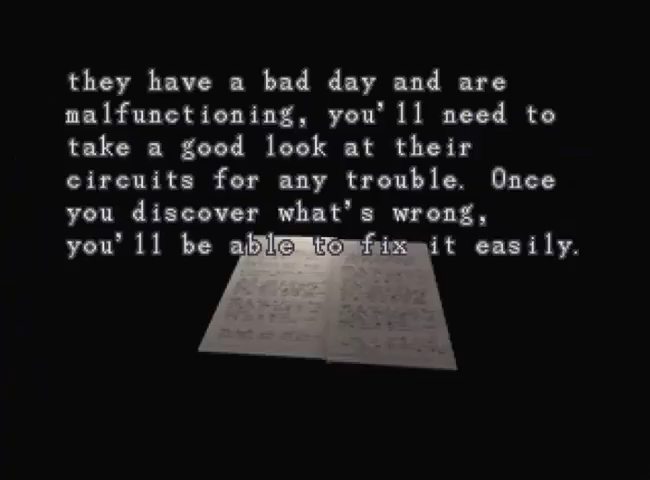 they have a bad day and are
malfunctioning, you'll need to
take a good look at their
circuits for any trouble. Once
you discover what's wrong,
you'll be able to fix it easily.